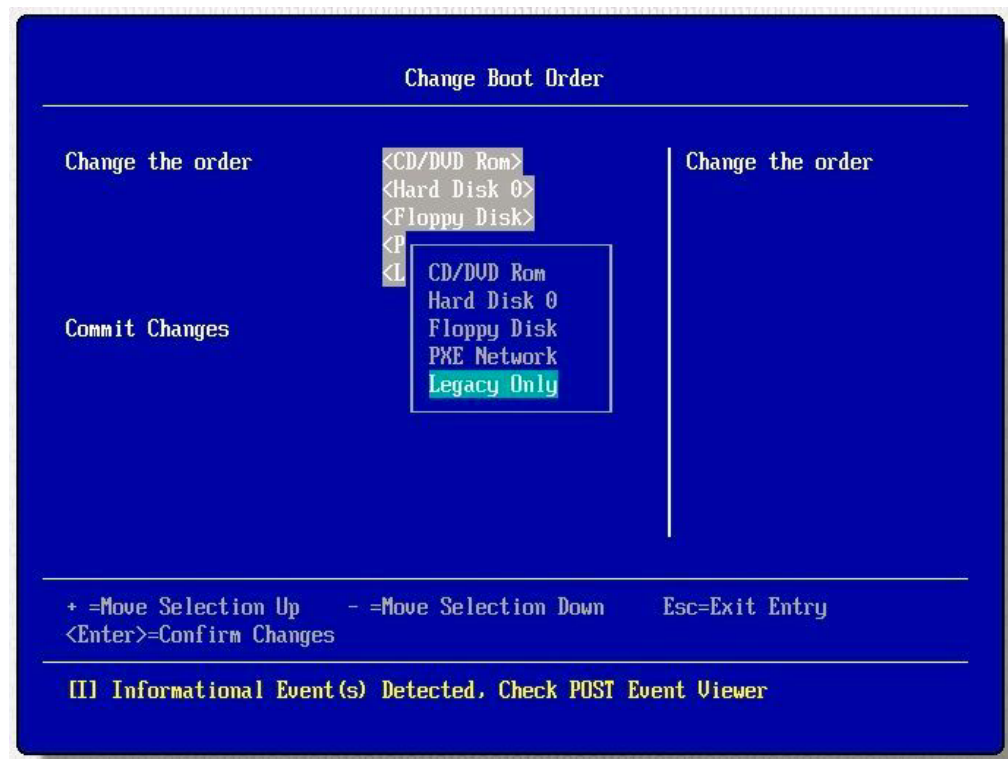 Change Boot Order
Change the order <CD/DVD Rom> Change the order
<Hard Disk 0>
<Floppy Disk>
<P
<L
CD/DVD Rom
Hard Disk 0
Commit Changes Floppy Disk
PXE Network
Legacy Only
+ =Move Selection Up - =Move Selection Down Esc=Exit Entry
<Enter>=Confirm Changes
[I] Informational Event(s) Detected, Check POST Event Viewer